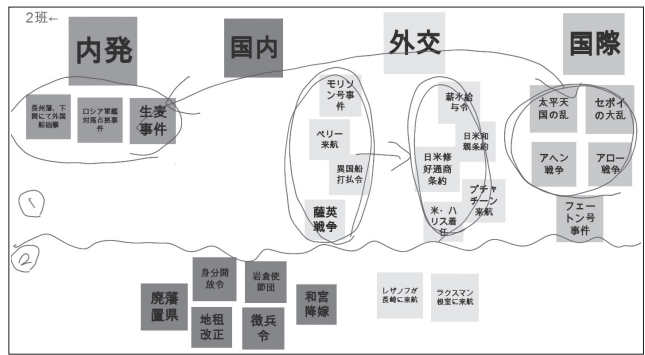 2班←
内発
国内
外交
国際
長州藩、下
関にて外国
船砲撃
ロシア軍艦
対馬占拠事
件
生麦
事件
モリソ
ン号事
件
ペリー
来航
異国船
打払令
薩英
戦争
薪水給
与令
日米和
親条約
日米修
好通商
条約
プチャ
チーン
来航
米・ハ
リス着
任
太平天
国の乱
セポイ
の大乱
アヘン
戦争
アロー
戦争
フェー
トン号
事件
1
2
廃藩
置県
身分開
放令
地租
改正
岩倉使
節団
徴兵
令
和宮
降嫁
レザノフが
長崎に来航
ラクスマン
根室に来航